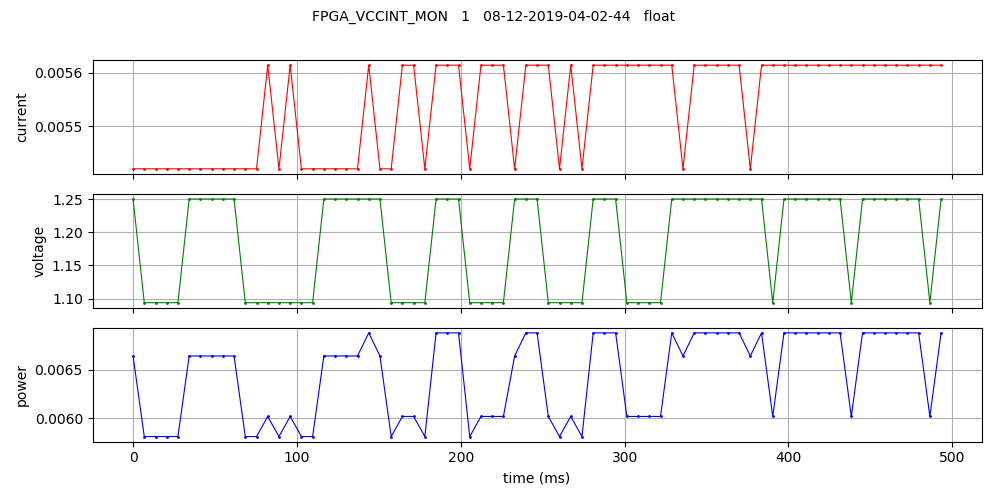 FPGA_VCCINT_MON   1   08-12-2019-04-02-44   float
current
0.0056
0.0055
voltage
1.25
1.20
1.15
1.10
power
0.0065
0.0060
0 100 200 300 400 500
time (ms)